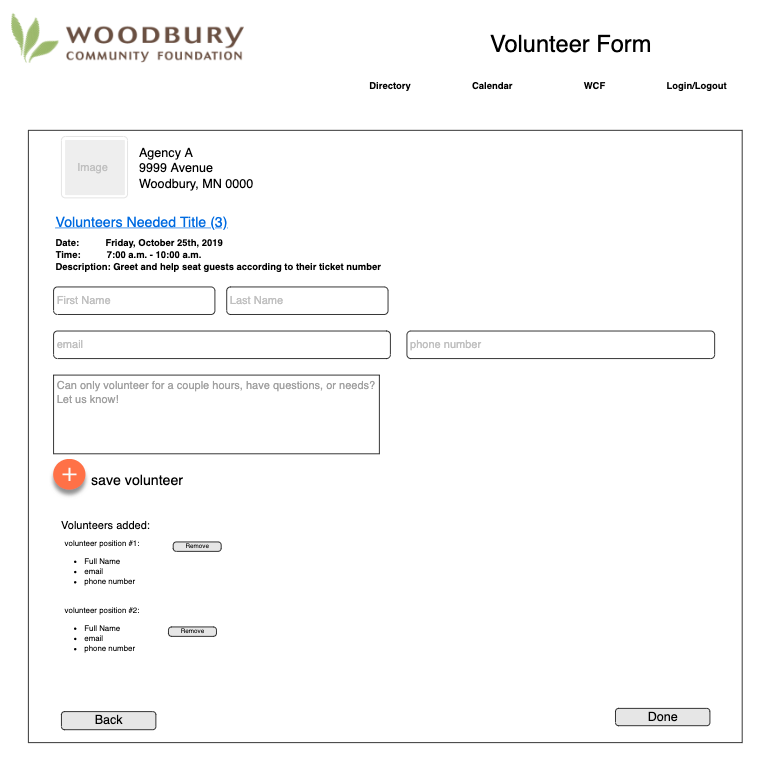 WOODBURY
COMMUNITY FOUNDATION
Volunteer Form
Directory Calendar WCF Login/Logout
Image
Agency A
9999 Avenue
Woodbury, MN 0000
Volunteers Needed Title (3)
Date: Friday, October 25th, 2019
Time: 7:00 a.m. - 10:00 a.m.
Description: Greet and help seat guests according to their ticket number
First Name Last Name
email phone number
Can only volunteer for a couple hours, have questions, or needs?
Let us know!
+ save volunteer
Volunteers added:
volunteer position #1: Remove
• Full Name
• email
• phone number
volunteer position #2:
• Full Name Remove
• email
• phone number
Back Done